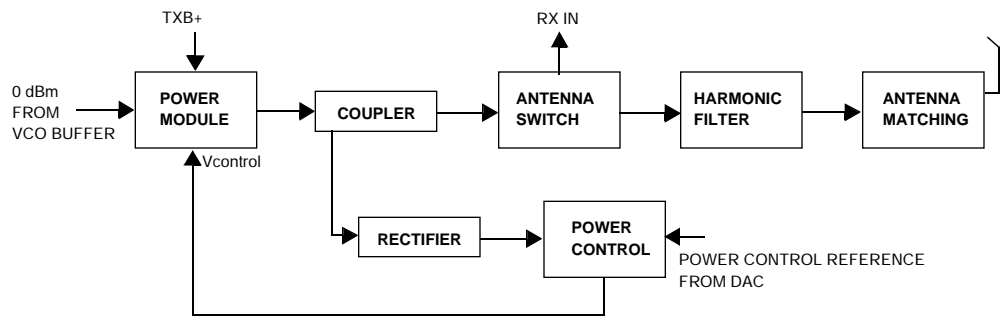 TXB+
RX IN
0 dBm
FROM
VCO BUFFER
POWER
MODULE
COUPLER
ANTENNA
SWITCH
HARMONIC
FILTER
ANTENNA
MATCHING
Vcontrol
RECTIFIER
POWER
CONTROL
POWER CONTROL REFERENCE
FROM DAC